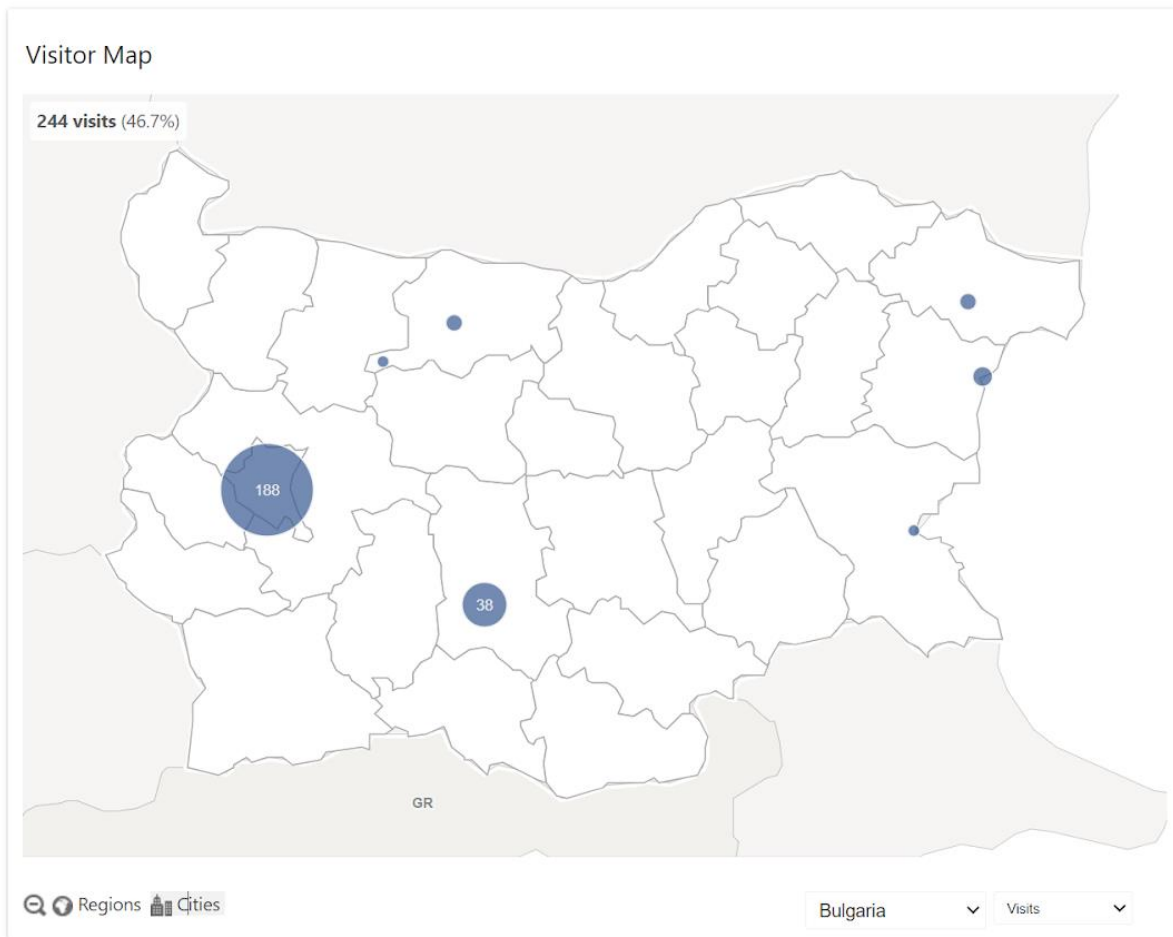 Visitor Map
244 visits (46.7%)
188
38
GR
Regions Cities
Bulgaria
Visits